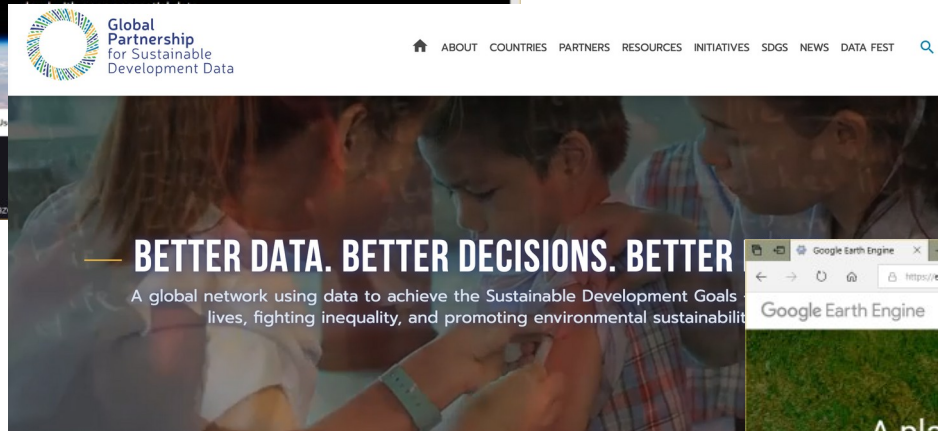 Global
Partnership
for Sustainable
Development Data
ABOUT COUNTRIES PARTNERS RESOURCES INITIATIVES SDGS NEWS DATA FEST
BETTER DATA. BETTER DECISIONS. BETTER
A global network using data to achieve the Sustainable Development Goals
lives, fighting inequality, and promoting environmental
Google Earth Engine
https://
Google Earth Engine
A